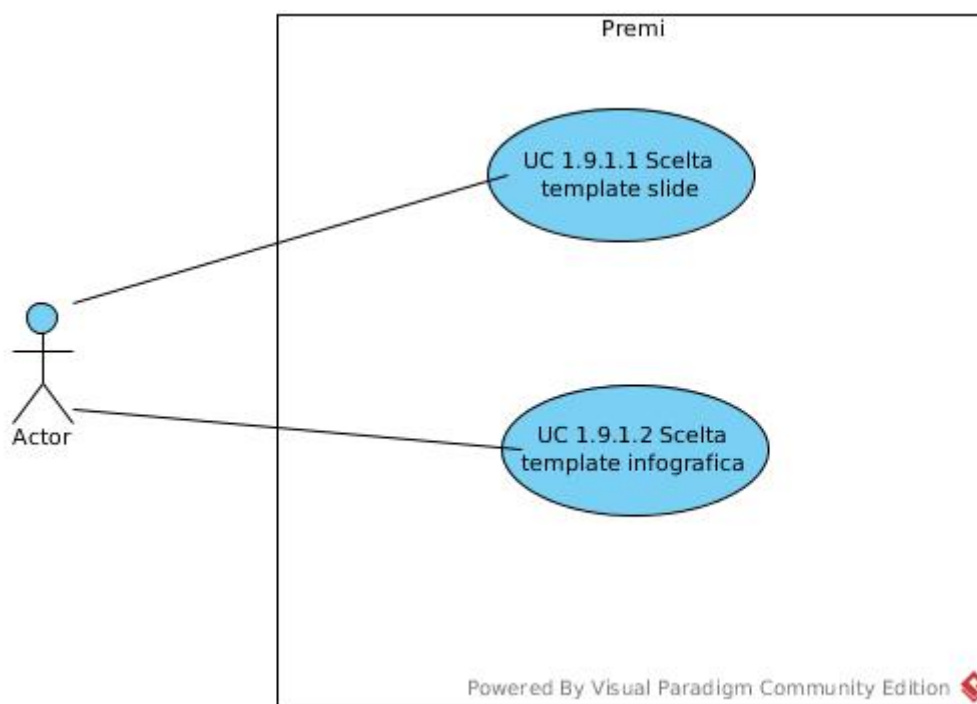 Premi
UC 1.9.1.1 Scelta
template slide
Actor
UC 1.9.1.2 Scelta
template infografica
Powered By Visual Paradigm Community Edition